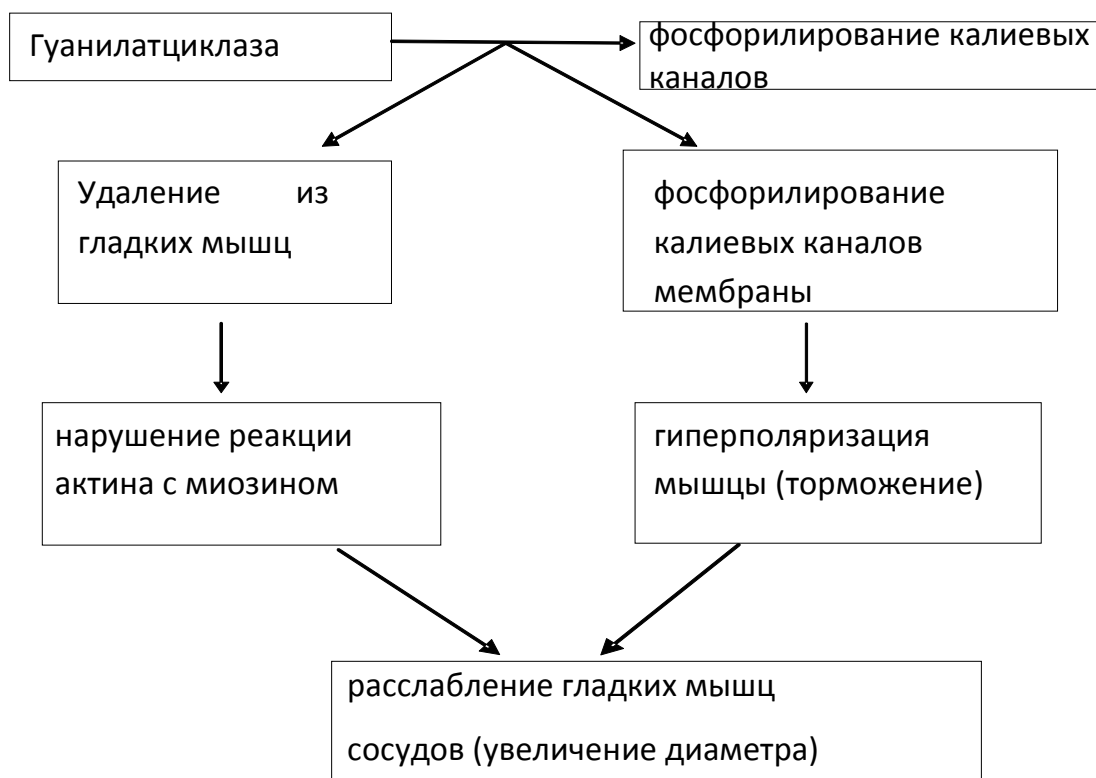 Гуанилатциклаза
фосфорилирование калиевых
каналов
Удаление из
гладких мышц
фосфорилирование
калиевых каналов
мембраны
нарушение реакции
актина с миозином
гиперполяризация
мышцы (торможение)
расслабление гладких мышц
сосудов (увеличение диаметра)